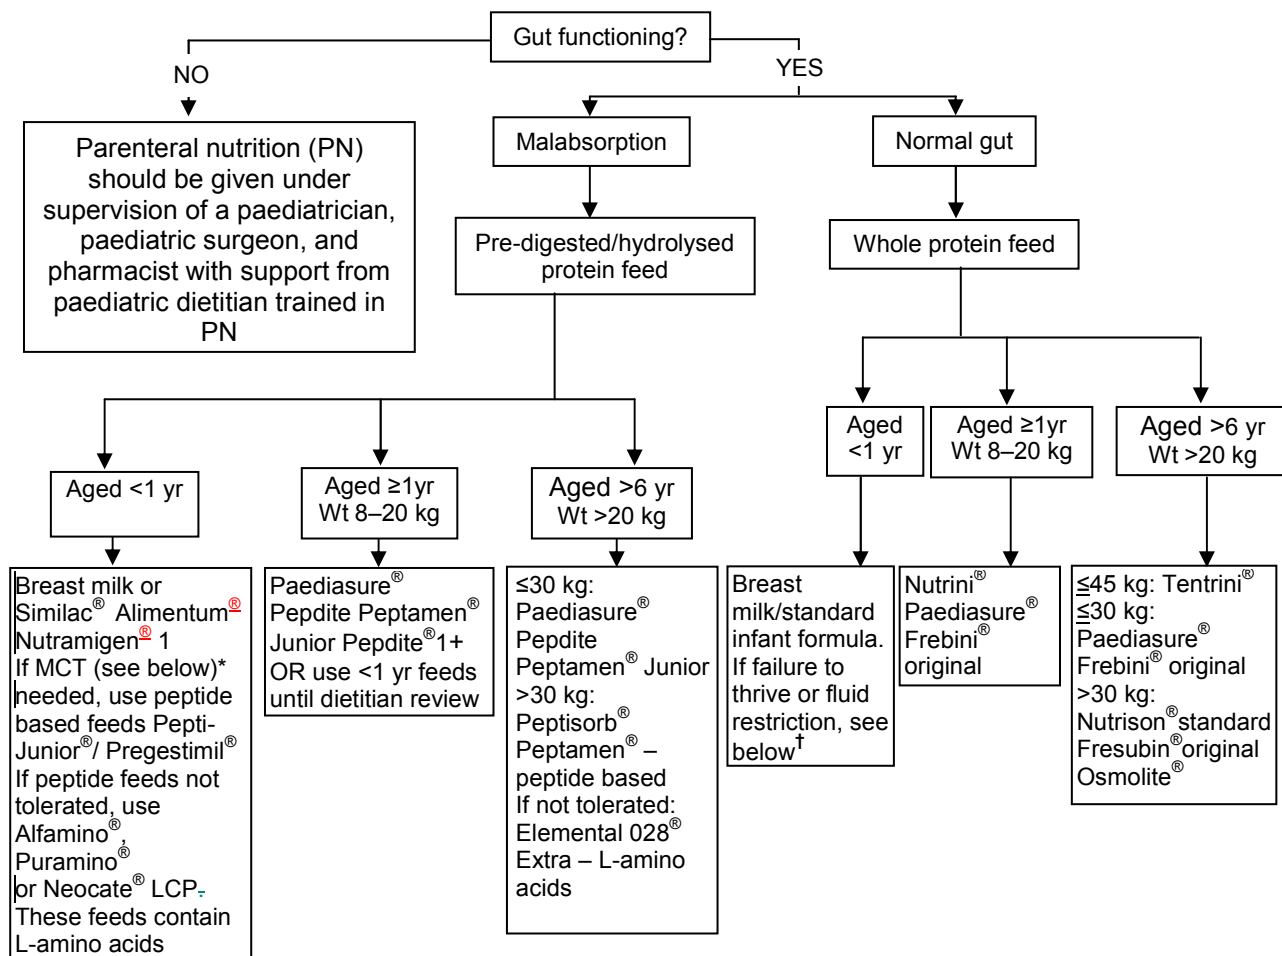 Gut functioning?
NO
YES
Parenteral nutrition (PN)
should be given under
supervision of a paediatrician,
paediatric surgeon, and
pharmacist with support from
paediatric dietitian trained in
PN
Malabsorption
Normal gut
Pre-digested/hydrolysed
protein feed
Whole protein feed
Aged <1 yr
Aged ≥1yr
Wt 8–20 kg
Aged >6 yr
Wt >20 kg
Aged
<1 yr
Aged ≥1yr
Wt 8–20 kg
Aged >6 yr
Wt >20 kg
Breast milk or
Similac® Alimentum®
Nutramigen® 1
If MCT (see below)*
needed, use peptide
based feeds Pepti-
Junior®/ Pregestimil®
If peptide feeds not
tolerated, use
Alfamino®,
Puramino®
or Neocate® LCP.
These feeds contain
L-amino acids
Paediasure®
Pepdite Peptamen®
Junior Pepdite®1+
OR use <1 yr feeds
until dietitian review
≤30 kg:
Paediasure®
Pepdite
Peptamen® Junior
>30 kg:
Peptisorb®
Peptamen® –
peptide based
If not tolerated:
Elemental 028®
Extra – L-amino
acids
Breast
milk/standard
infant formula.
If failure to
thrive or fluid
restriction, see
below†
Nutrini®
Paediasure®
Frebini®
original
≤45 kg: Tentrini®
≤30 kg:
Paediasure®
Frebini® original
>30 kg:
Nutrison®standard
Fresubin®original
Osmolite®